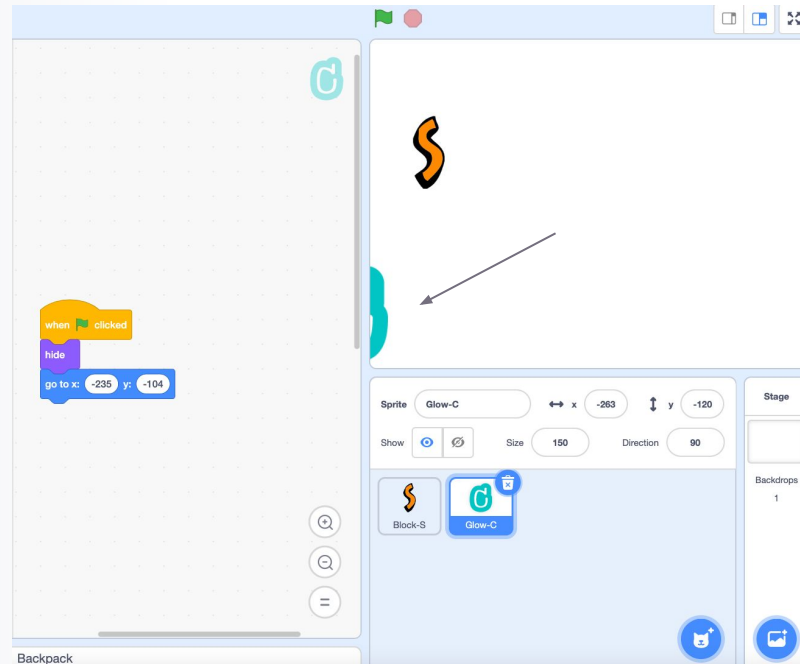 when clicked
hide
go to x: -235 y: -104
Backpack
Sprite Glow-C x -263 y -120
Show Size 150 Direction 90
Block-S Glow-C
Stage
Backdrops
1